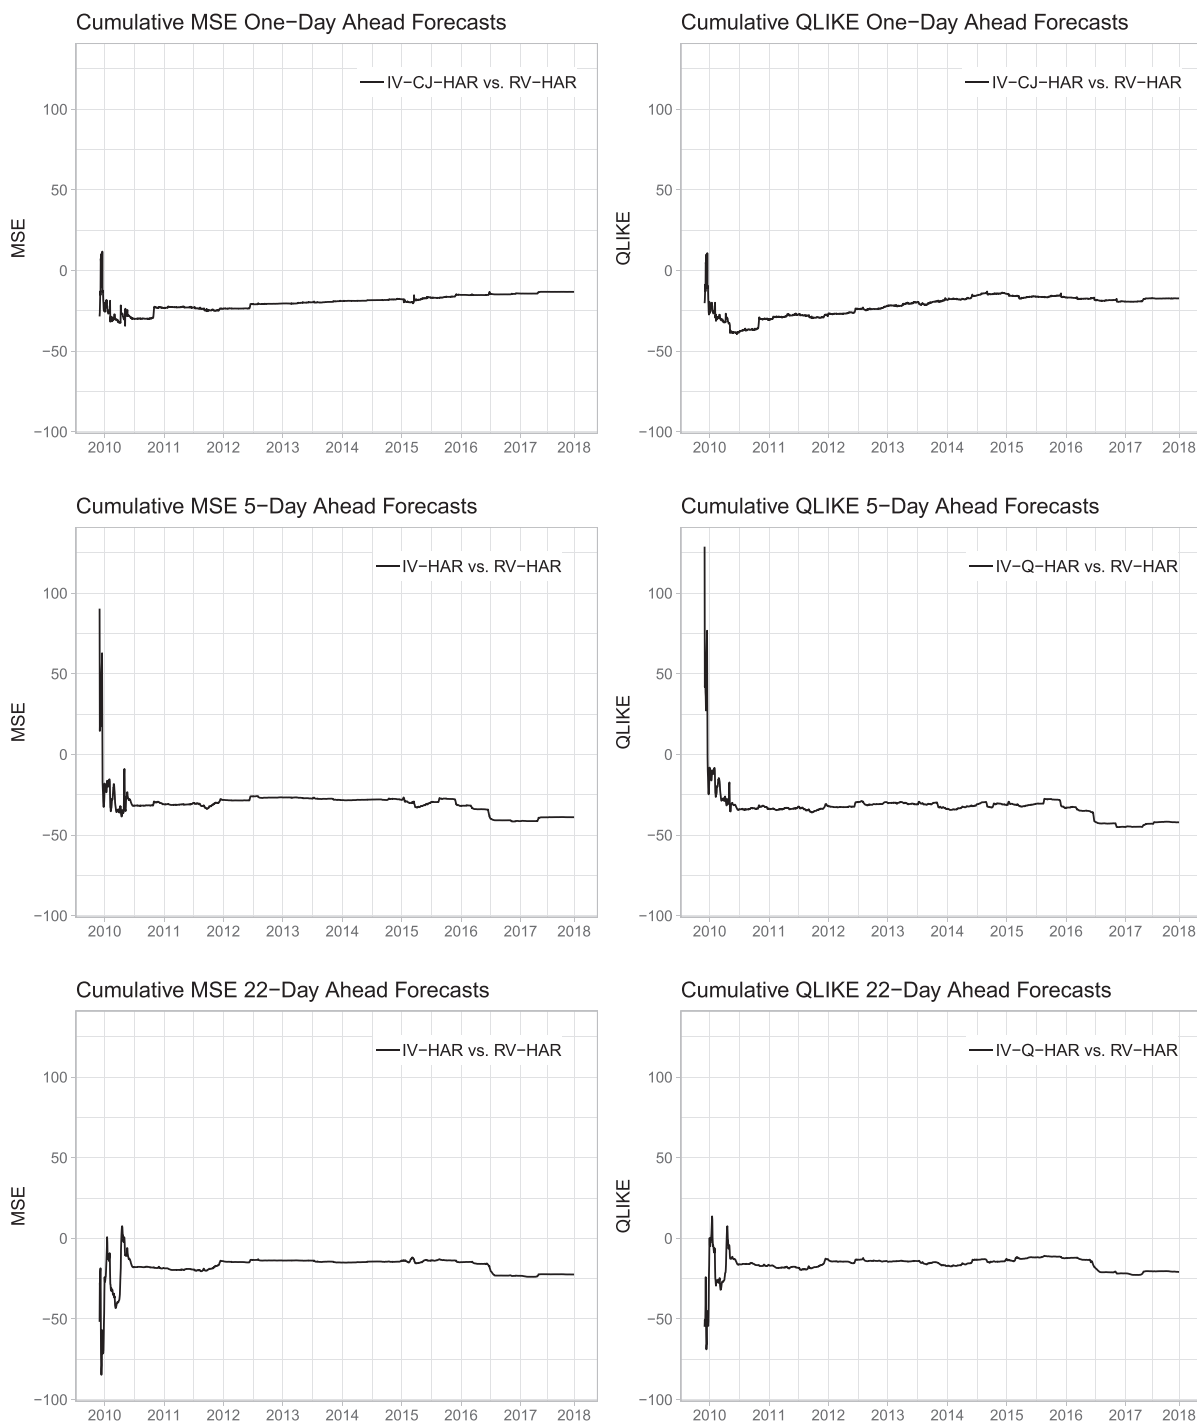 Cumulative MSE One−Day Ahead Forecasts
IV−CJ−HAR vs. RV−HAR
MSE
100
50
0
−50
−100
2010 2011 2012 2013 2014 2015 2016 2017 2018
Cumulative QLIKE One−Day Ahead Forecasts
IV−CJ−HAR vs. RV−HAR
QLIKE
100
50
0
−50
−100
2010 2011 2012 2013 2014 2015 2016 2017 2018
Cumulative MSE 5−Day Ahead Forecasts
IV−HAR vs. RV−HAR
MSE
100
50
0
−50
−100
2010 2011 2012 2013 2014 2015 2016 2017 2018
Cumulative QLIKE 5−Day Ahead Forecasts
IV−Q−HAR vs. RV−HAR
QLIKE
100
50
0
−50
−100
2010 2011 2012 2013 2014 2015 2016 2017 2018
Cumulative MSE 22−Day Ahead Forecasts
IV−HAR vs. RV−HAR
MSE
100
50
0
−50
−100
2010 2011 2012 2013 2014 2015 2016 2017 2018
Cumulative QLIKE 22−Day Ahead Forecasts
IV−Q−HAR vs. RV−HAR
QLIKE
100
50
0
−50
−100
2010 2011 2012 2013 2014 2015 2016 2017 2018